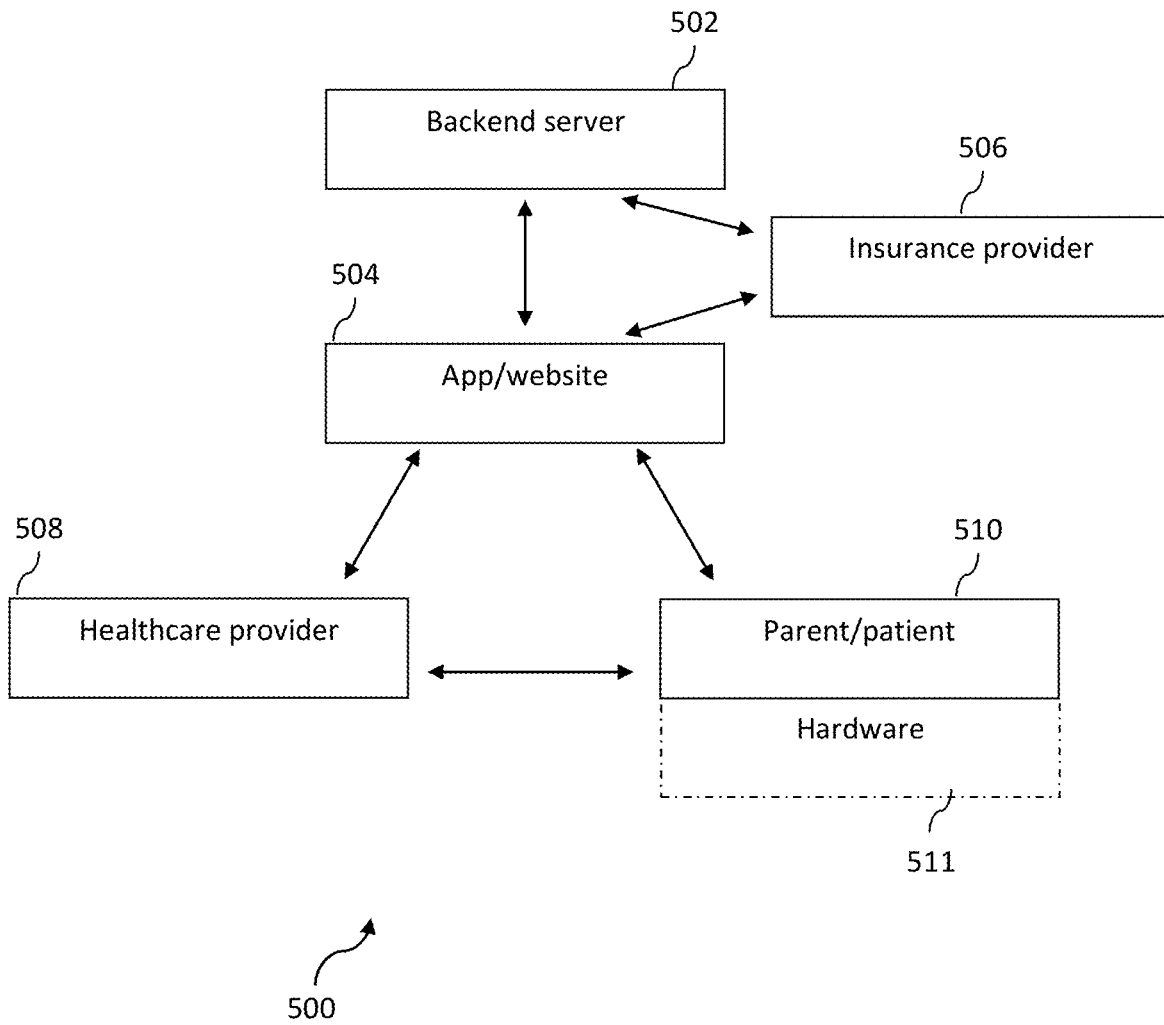 502
Backend server
506
Insurance provider
504
App/website
508
Healthcare provider
510
Parent/patient
Hardware
511
500